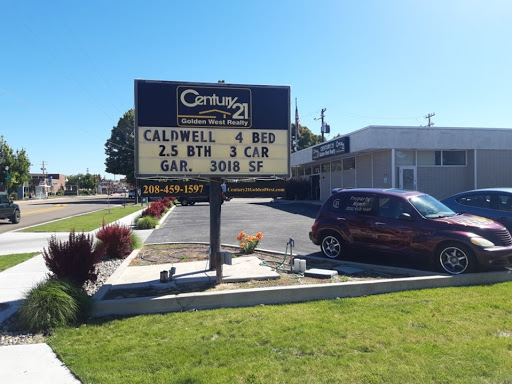 Century 21
Golden West Realty
CALDWELL 4 BED
2.5 BTH 3 CAR
GAR. 3018 SF
208-459-1597
Century21GoldenWest.com